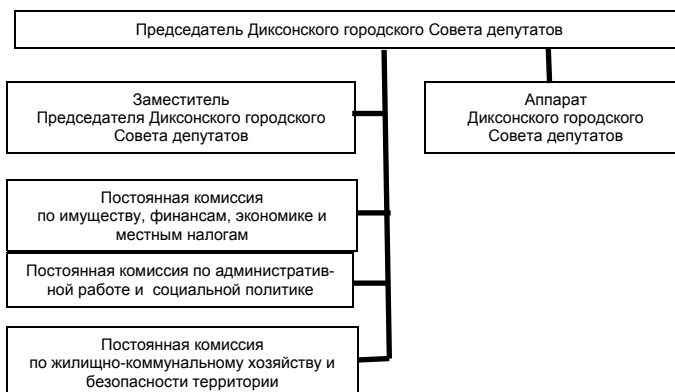 Председатель Диксонского городского Совета депутатов
Заместитель
Председателя Диксонского городского
Совета депутатов
Аппарат
Диксонского городского
Совета депутатов
Постоянная комиссия
по имуществу, финансам, экономике и
местным налогам
Постоянная комиссия по административ-
ной работе и социальной политике
Постоянная комиссия
по жилищно-коммунальному хозяйству и
безопасности территории